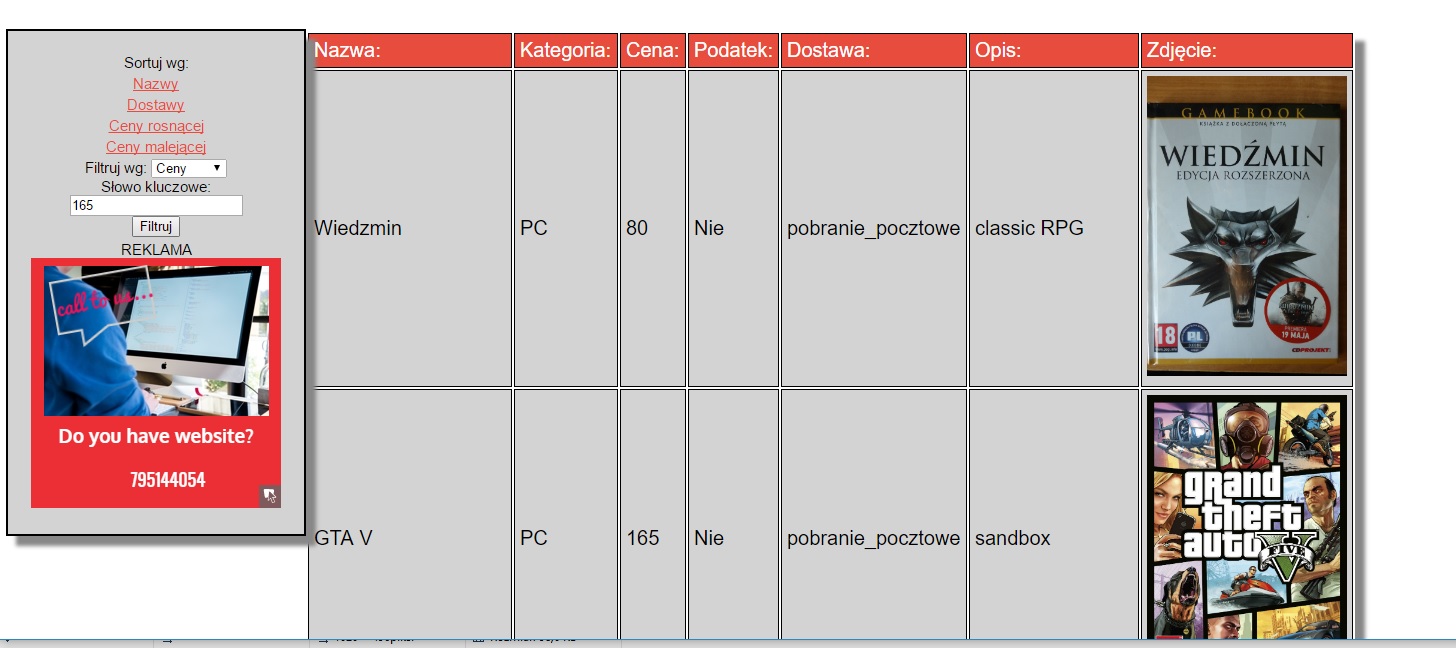 Sortuj wg:
Nazwy
Dostawy
Ceny rosnącej
Ceny malejącej
Filtruj wg: Ceny
Słowo kluczowe:
165
Filtruj
REKLAMA
call to us...
Do you have website?
795144054
Nazwa: Kategoria: Cena: Podatek: Dostawa: Opis: Zdjęcie:
Wiedzmin PC 80 Nie pobranie_pocztowe classic RPG
GAMEBOOK
KSIĄŻKA Z DOŁĄCZONĄ PŁYTĄ
WIEDŹMIN
EDYCJA ROZSZERZONA
PREMIERA
19 MAJA
18
PL
CDPROJEKT
GTA V PC 165 Nie pobranie_pocztowe sandbox
grand
theft
auto
FIVE